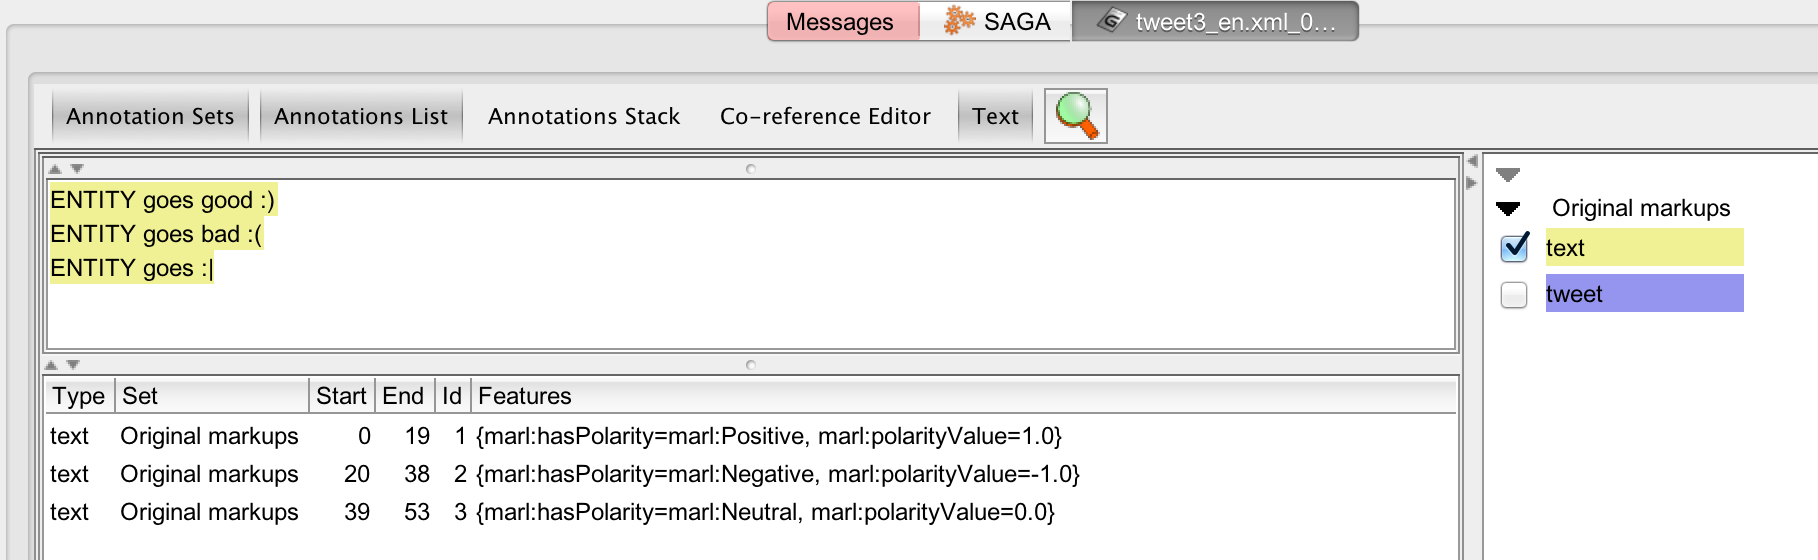 Messages SAGA tweet3_en.xml_0...
Annotation Sets Annotations List Annotations Stack Co-reference Editor Text
ENTITY goes good :)
ENTITY goes bad :(
ENTITY goes :|
Original markups
text
tweet
Type Set Start End Id Features
text Original markups 0 19 1 {marl:hasPolarity=marl:Positive, marl:polarityValue=1.0}
text Original markups 20 38 2 {marl:hasPolarity=marl:Negative, marl:polarityValue=-1.0}
text Original markups 39 53 3 {marl:hasPolarity=marl:Neutral, marl:polarityValue=0.0}